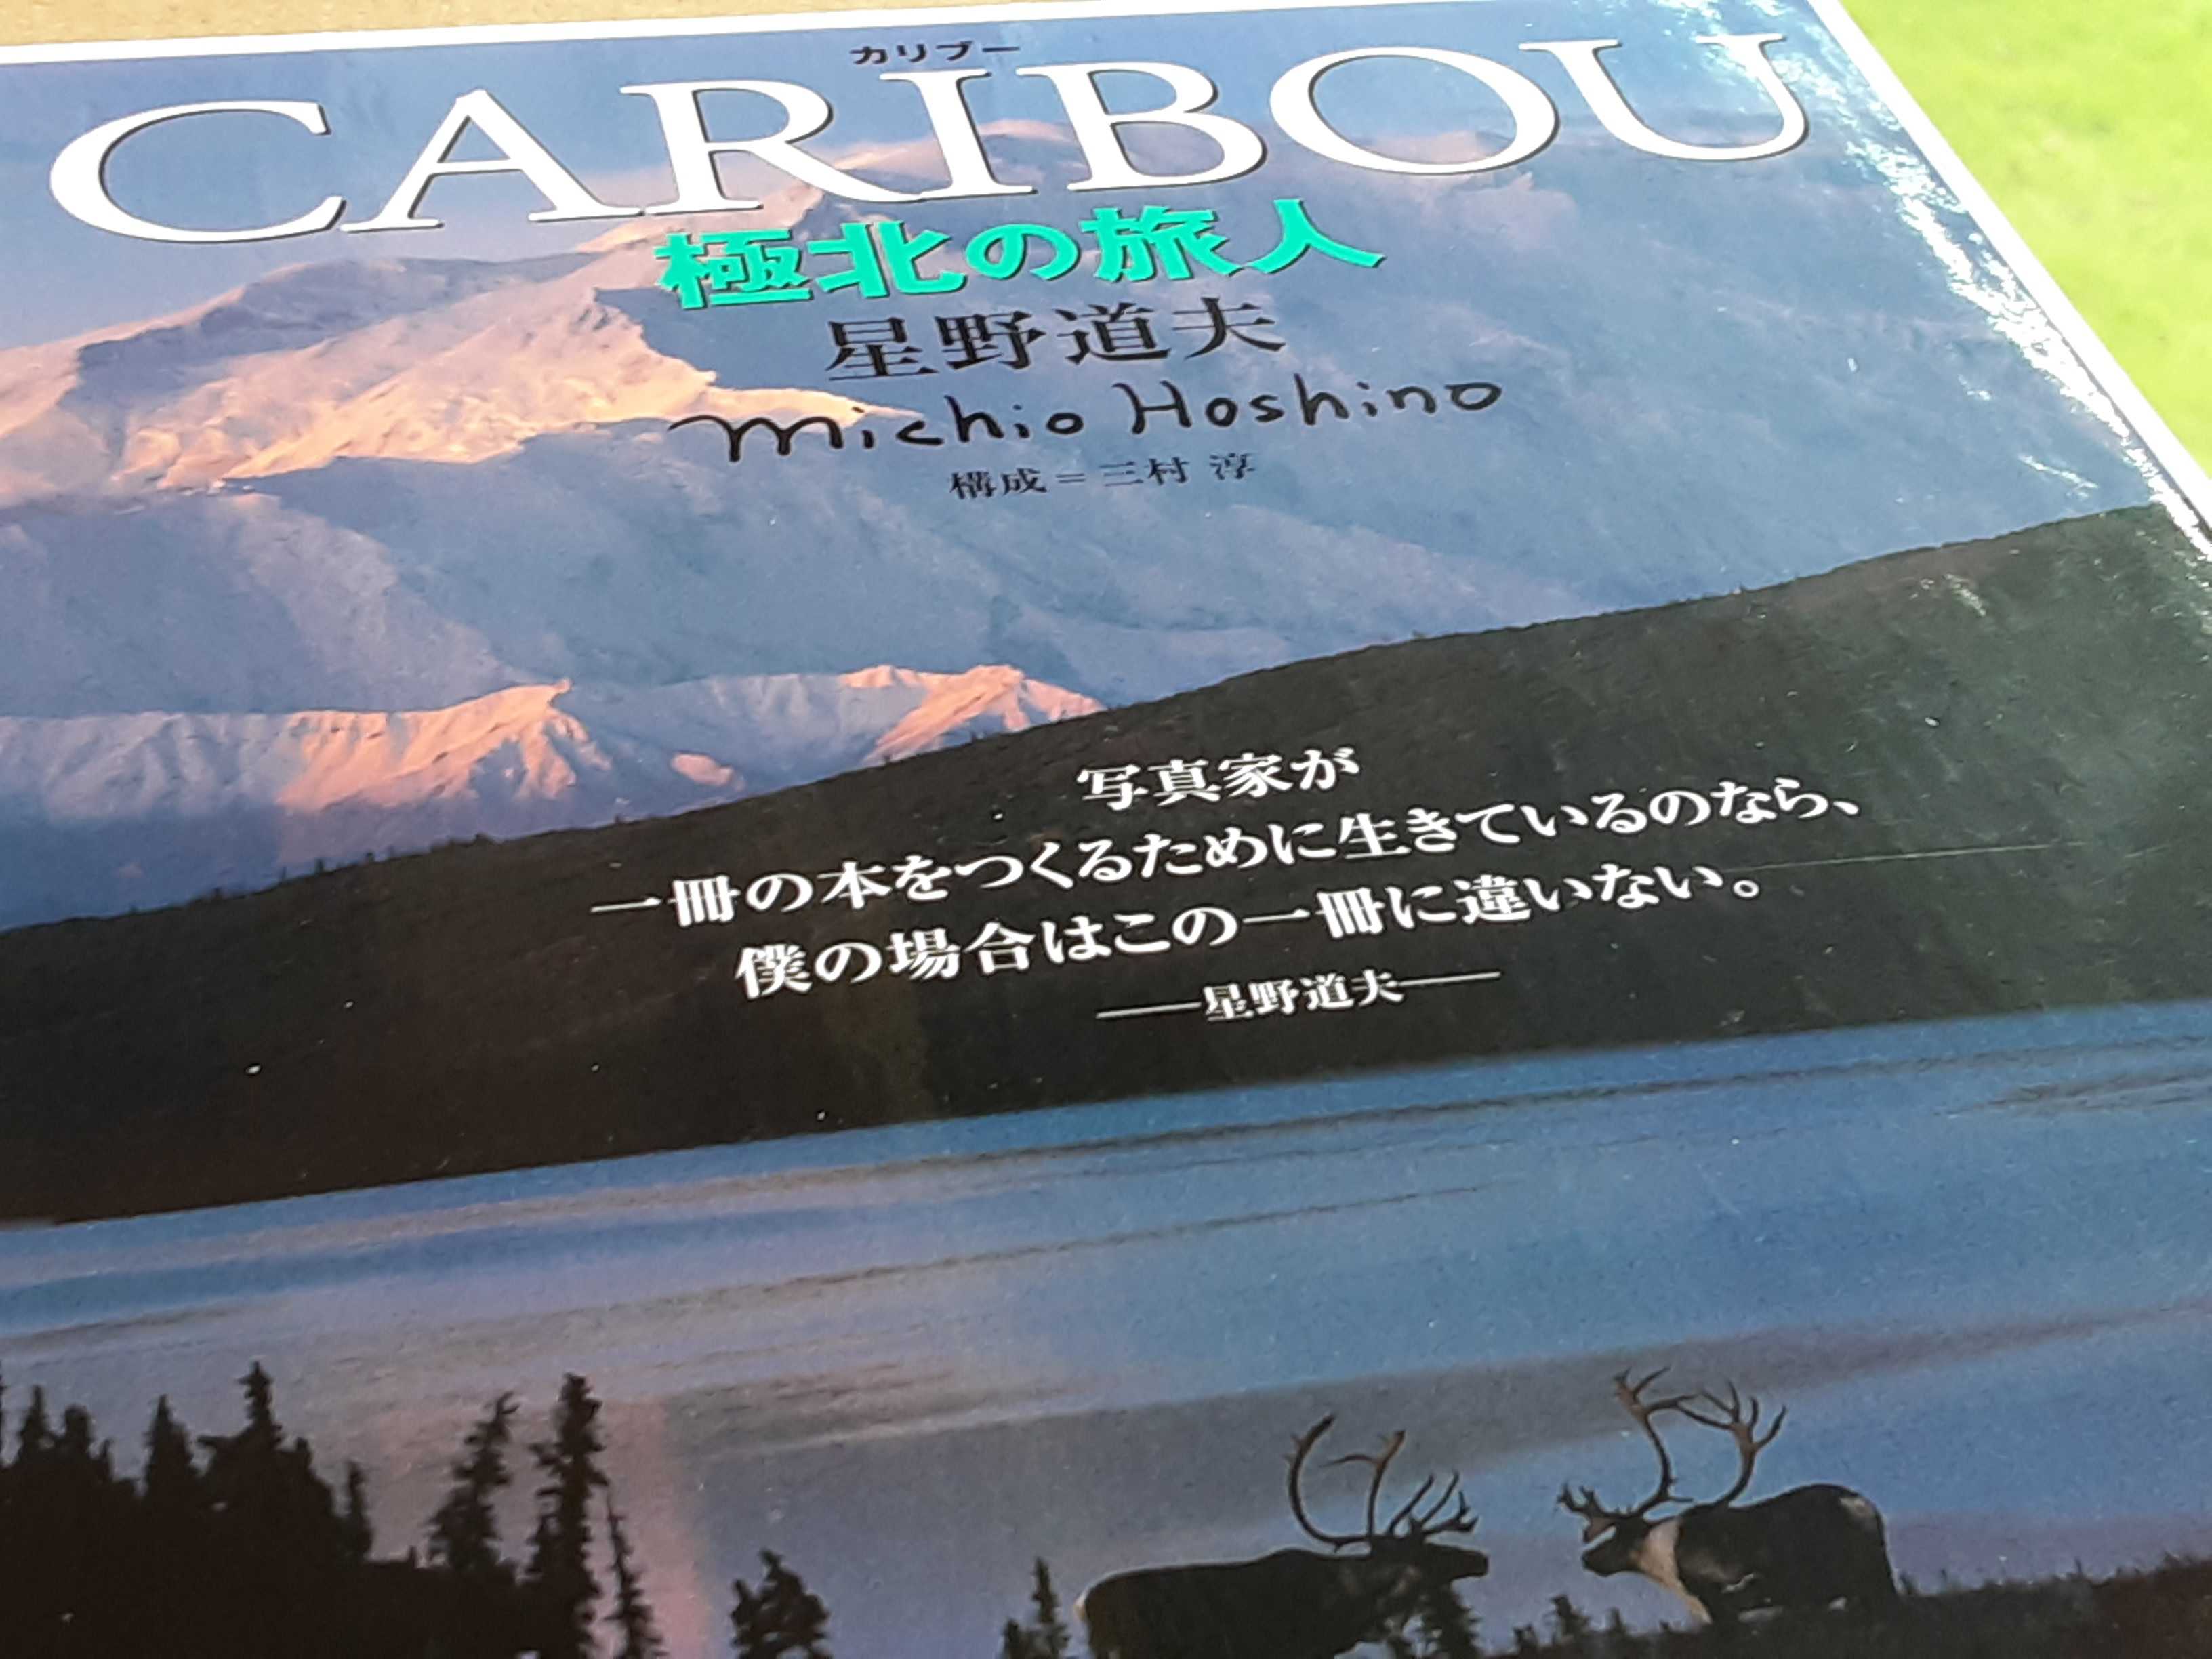 カリブー
CARIBOU
極北の旅人
星野道夫
Michio Hoshino
構成＝三村 淳
写真家が
一冊の本をつくるために生きているのなら、
僕の場合はこの一冊に違いない。
——星野道夫——